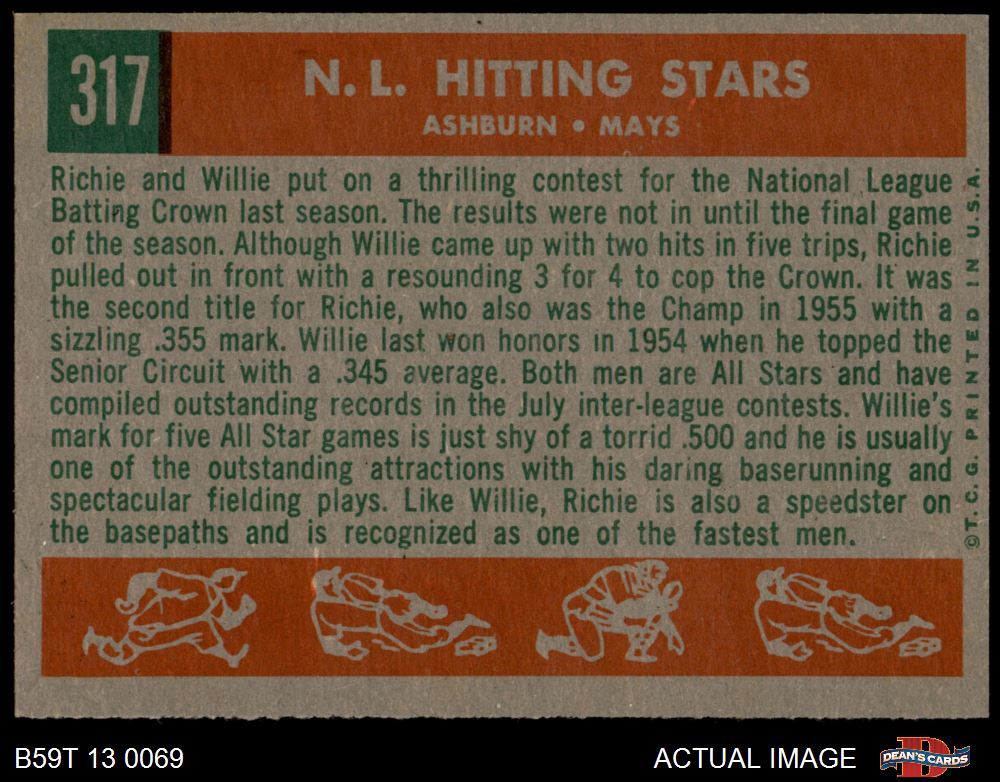 317
N. L. HITTING STARS
ASHBURN • MAYS
Richie and Willie put on a thrilling contest for the National League
Batting Crown last season. The results were not in until the final game
of the season. Although Willie came up with two hits in five trips, Richie
pulled out in front with a resounding 3 for 4 to cop the Crown. It was
the second title for Richie, who also was the Champ in 1955 with a
sizzling .355 mark. Willie last won honors in 1954 when he topped the
Senior Circuit with a .345 average. Both men are All Stars and have
compiled outstanding records in the July inter-league contests. Willie's
mark for five All Star games is just shy of a torrid .500 and he is usually
one of the outstanding attractions with his daring baserunning and
spectacular fielding plays. Like Willie, Richie is also a speedster on
the basepaths and is recognized as one of the fastest men.
©T. C. G. PRINTED IN U.S.A.
B59T 13 0069
ACTUAL IMAGE
DEAN'S CARDS